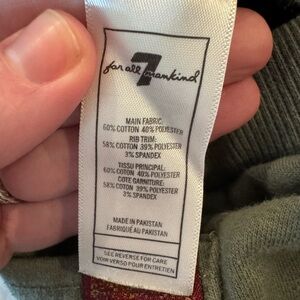 7
for all mankind
MAIN FABRIC:
60% COTTON 40% POLYESTER
RIB TRIM:
58% COTTON 39% POLYESTER
3% SPANDEX
TISSU PRINCIPAL:
60% COTON 40% POLYESTER
COTE GARNITURE:
58% COTON 39% POLYESTER
3% SPANDEX
MADE IN PAKISTAN
FABRIQUÉ AU PAKISTAN
SEE REVERSE FOR CARE
VOIR VERSO POUR ENTRETIEN